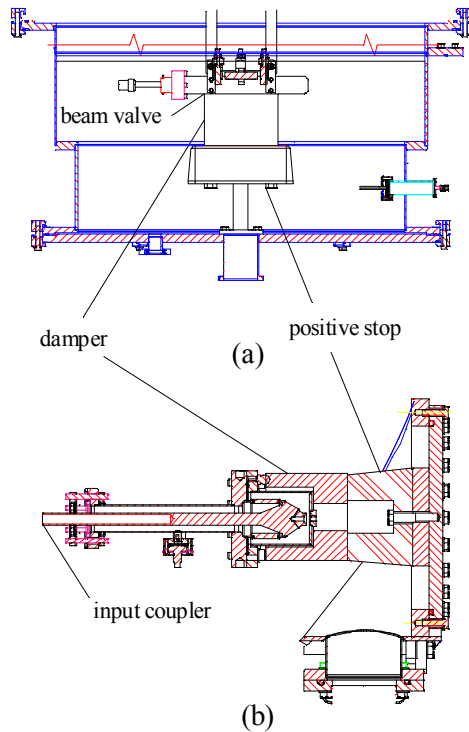 beam valve
damper
positive stop
(a)
input coupler
(b)